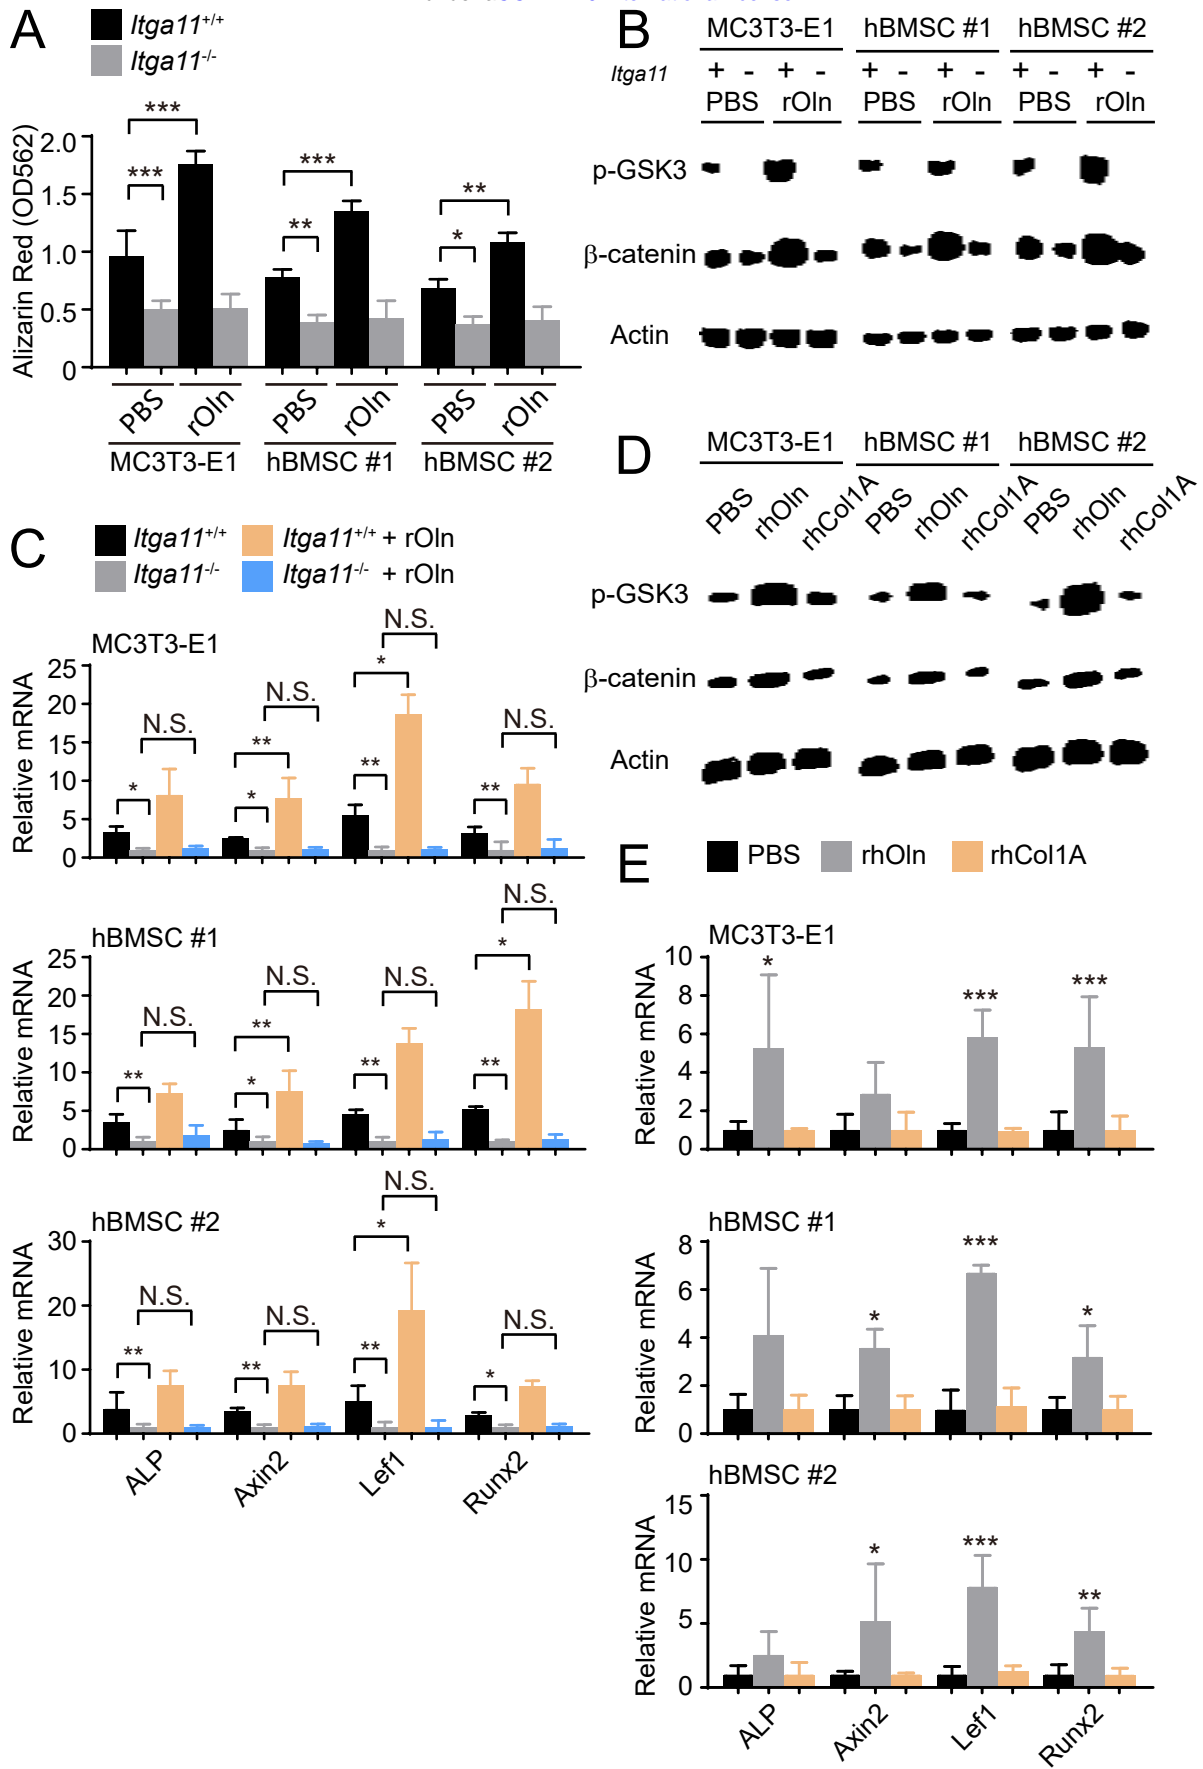 A
Itga11+/+
Itga11-/-
Alizarin Red (OD562)
2.0
1.5
1.0
0.5
0
*** *** *** ** ** *
PBS rOln PBS rOln PBS rOln
MC3T3-E1 hBMSC #1 hBMSC #2
B
MC3T3-E1 hBMSC #1 hBMSC #2
Itga11 + - + - + - + - + - + -
PBS rOln PBS rOln PBS rOln
p-GSK3
β-catenin
Actin
C
Itga11+/+ Itga11+/+ + rOln
Itga11-/- Itga11-/- + rOln
MC3T3-E1
Relative mRNA
25
20
15
10
5
0
* N.S. * ** N.S. ** * N.S. ** N.S.
hBMSC #1
Relative mRNA
25
20
15
10
5
0
** N.S. * ** N.S. ** N.S. ** * N.S.
hBMSC #2
Relative mRNA
30
20
10
0
** N.S. ** N.S. ** * N.S. * N.S.
ALP Axin2 Lef1 Runx2
D
MC3T3-E1 hBMSC #1 hBMSC #2
PBS rhOln rhCol1A PBS rhOln rhCol1A PBS rhOln rhCol1A
p-GSK3
β-catenin
Actin
E
PBS rhOln rhCol1A
MC3T3-E1
Relative mRNA
10
8
6
4
2
0
* *** ***
hBMSC #1
Relative mRNA
8
6
4
2
0
* *** *
hBMSC #2
Relative mRNA
15
10
5
0
* *** **
ALP Axin2 Lef1 Runx2